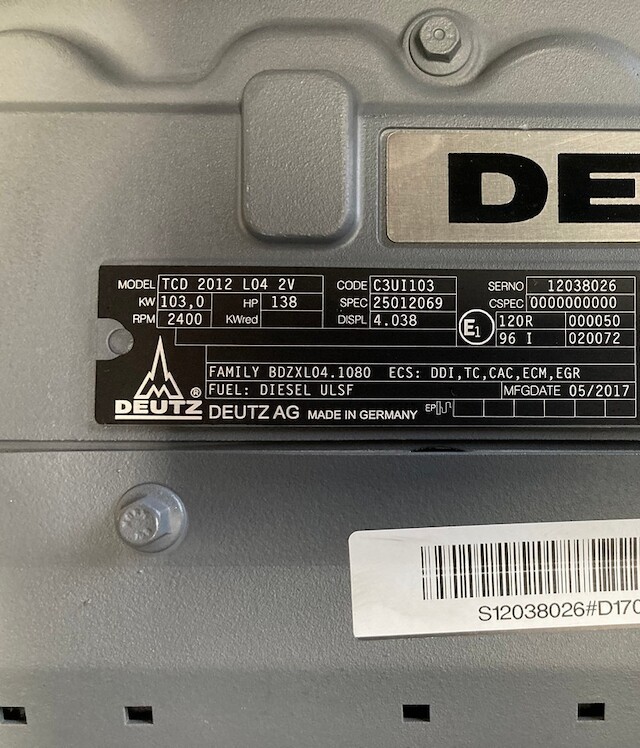 DE
MODEL TCD 2012 L04 2V CODE C3UI103 SERNO 12038026
KW 103,0 HP 138 SPEC 25012069 CSPEC 0000000000
RPM 2400 KWred DISPL 4.038 E1 120R 000050
96 I 020072
FAMILY BDZXL04.1080 ECS: DDI,TC,CAC,ECM,EGR
FUEL: DIESEL ULSF MFGDATE 05/2017
DEUTZ ® DEUTZ AG MADE IN GERMANY EP
S12038026#D170